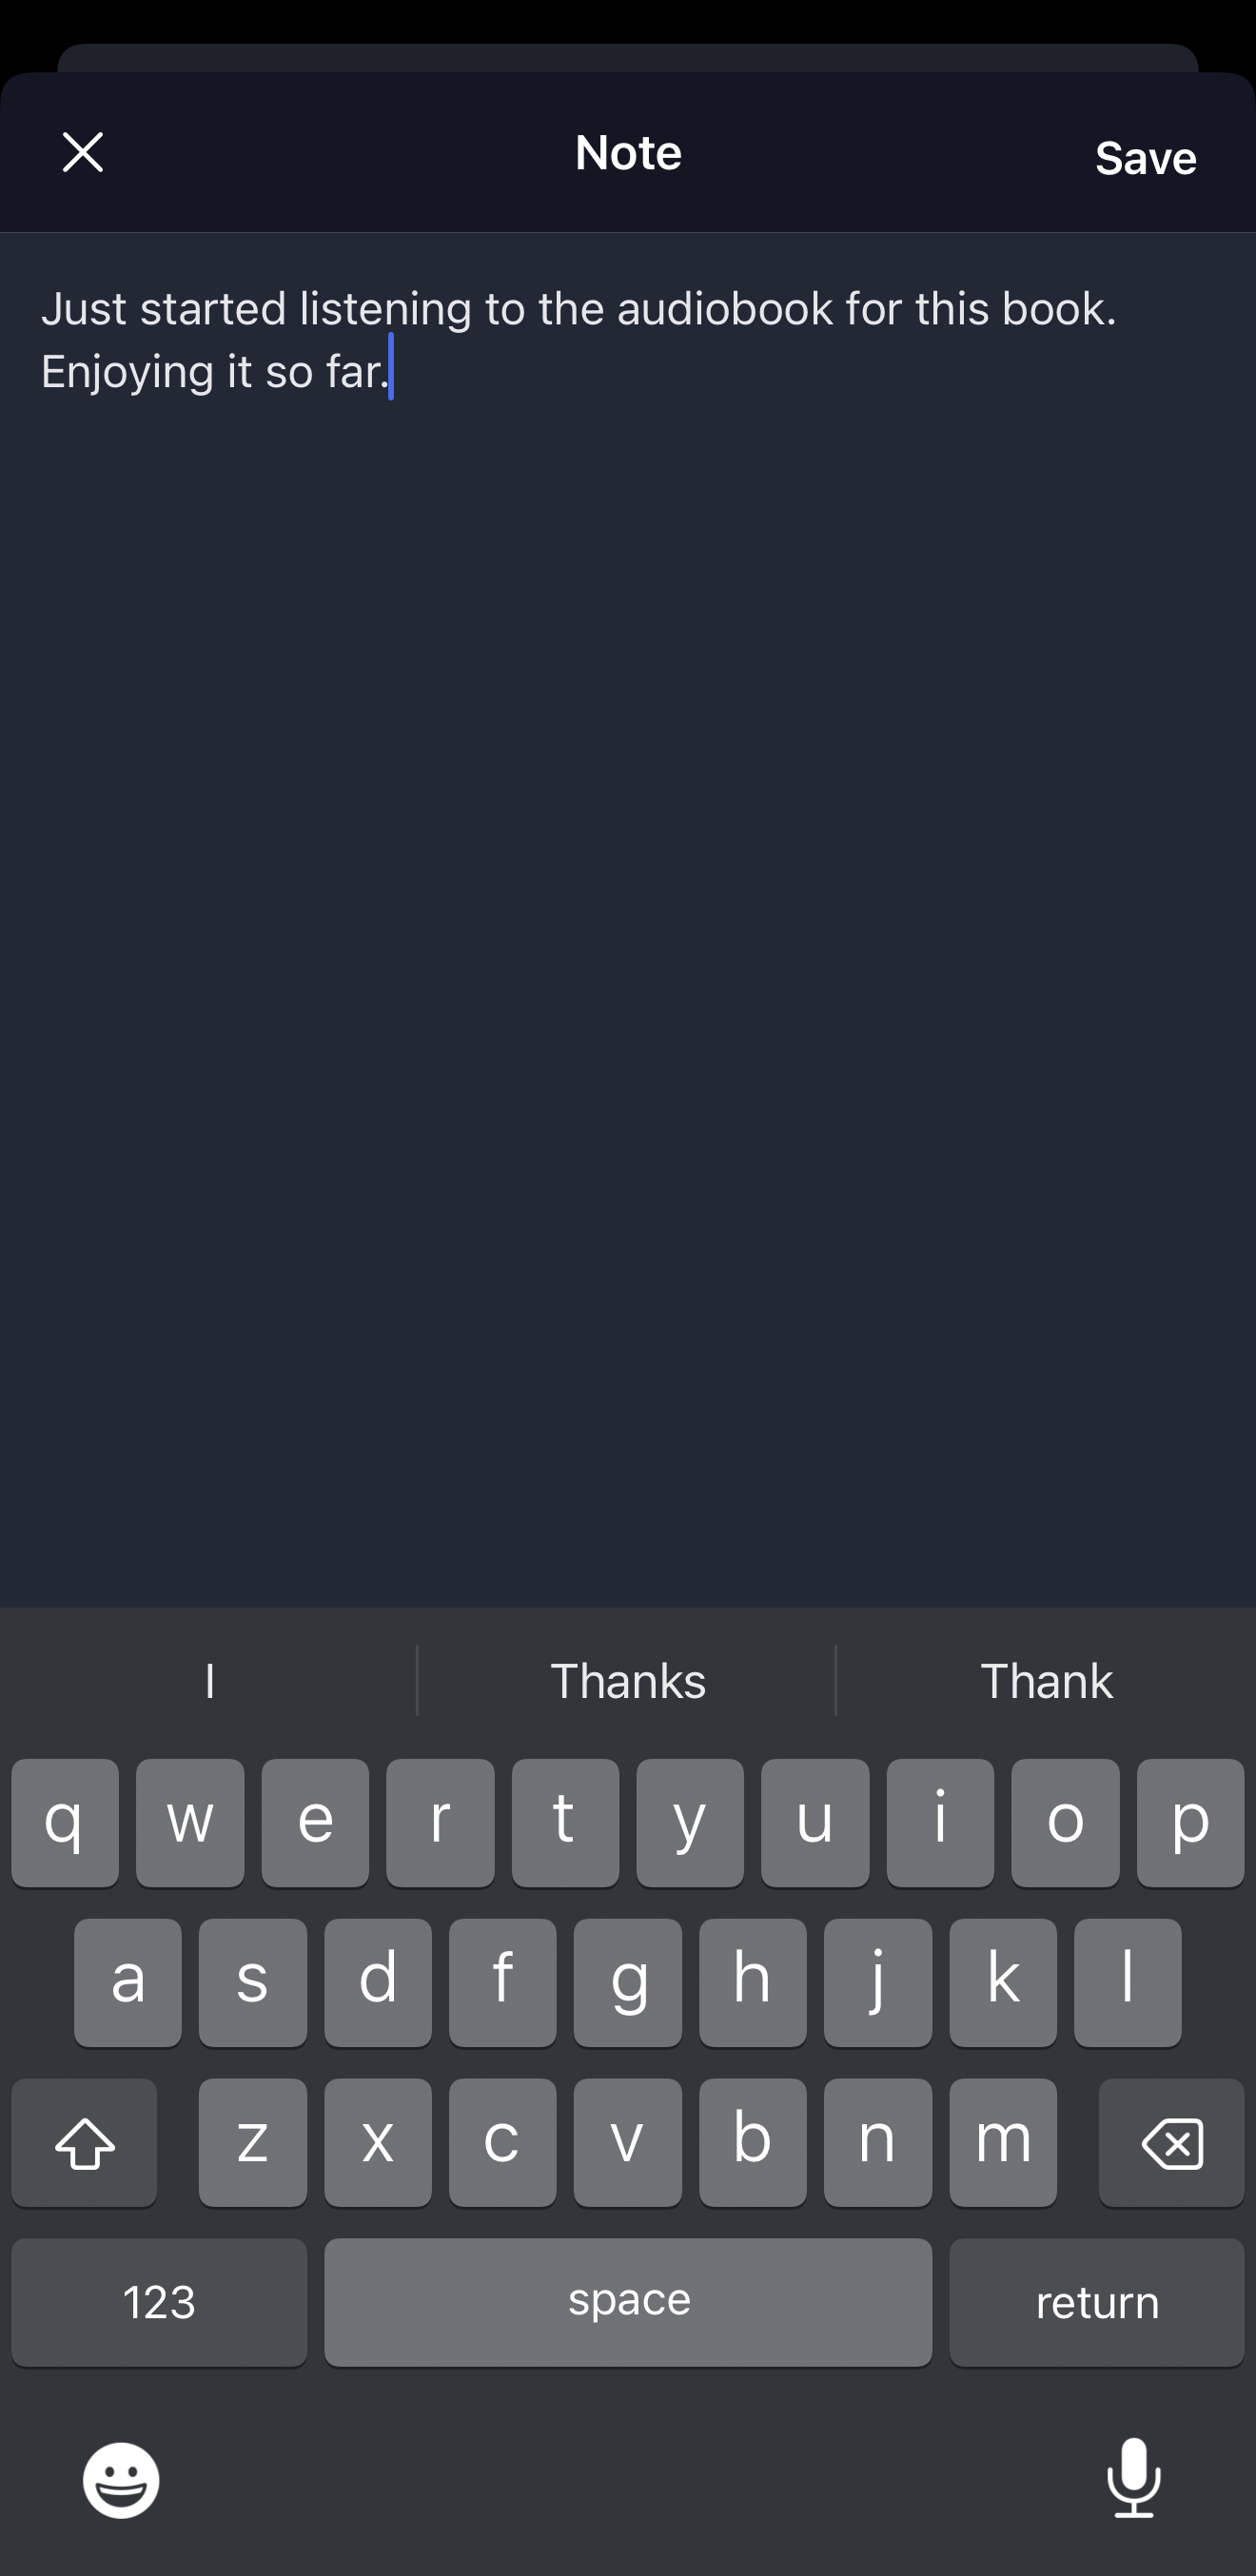 Note
Save
Just started listening to the audiobook for this book.
Enjoying it so far.
I Thanks Thank
q w e r t y u i o p
a s d f g h j k l
z x c v b n m
123 space return